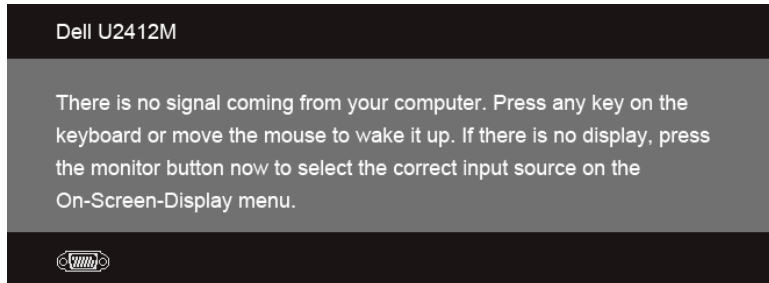 Dell U2412M
There is no signal coming from your computer. Press any key on the
keyboard or move the mouse to wake it up. If there is no display, press
the monitor button now to select the correct input source on the
On-Screen-Display menu.